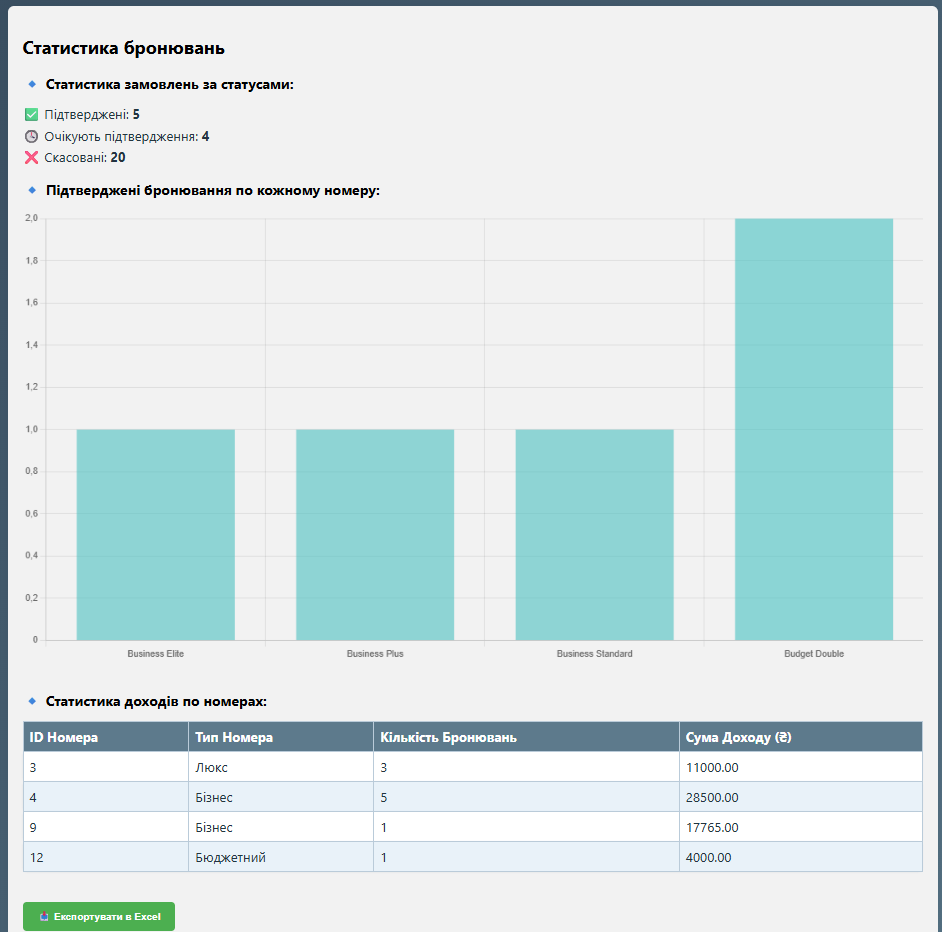 Статистика бронювань
🔹 Статистика замовлень за статусами:
✅ Підтверджені: 5
🕒 Очікують підтвердження: 4
❌ Скасовані: 20
🔹 Підтверджені бронювання по кожному номеру:
2,0
1,8
1,6
1,4
1,2
1,0
0,8
0,6
0,4
0,2
0
Business Elite Business Plus Business Standard Budget Double
🔹 Статистика доходів по номерах:
ID Номера Тип Номера Кількість Бронювань Сума Доходу (₴)
3 Люкс 3 11000.00
4 Бізнес 5 28500.00
9 Бізнес 1 17765.00
12 Бюджетний 1 4000.00
📤 Експортувати в Excel